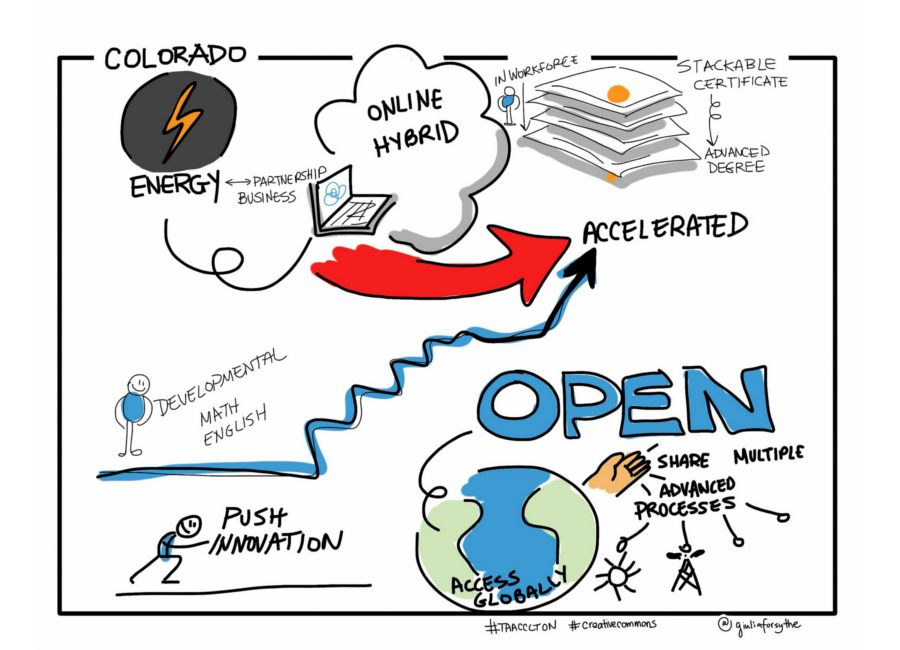 COLORADO
ENERGY
PARTNERSHIP
BUSINESS
ONLINE
HYBRID
IN WORKFORCE
STACKABLE
CERTIFICATE
ADVANCED
DEGREE
ACCELERATED
DEVELOPMENTAL
MATH
ENGLISH
OPEN
SHARE MULTIPLE
ADVANCED
PROCESSES
PUSH
INNOVATION
ACCESS
GLOBALLY
#TAACCCTON #creativecommons @giuliaforsythe